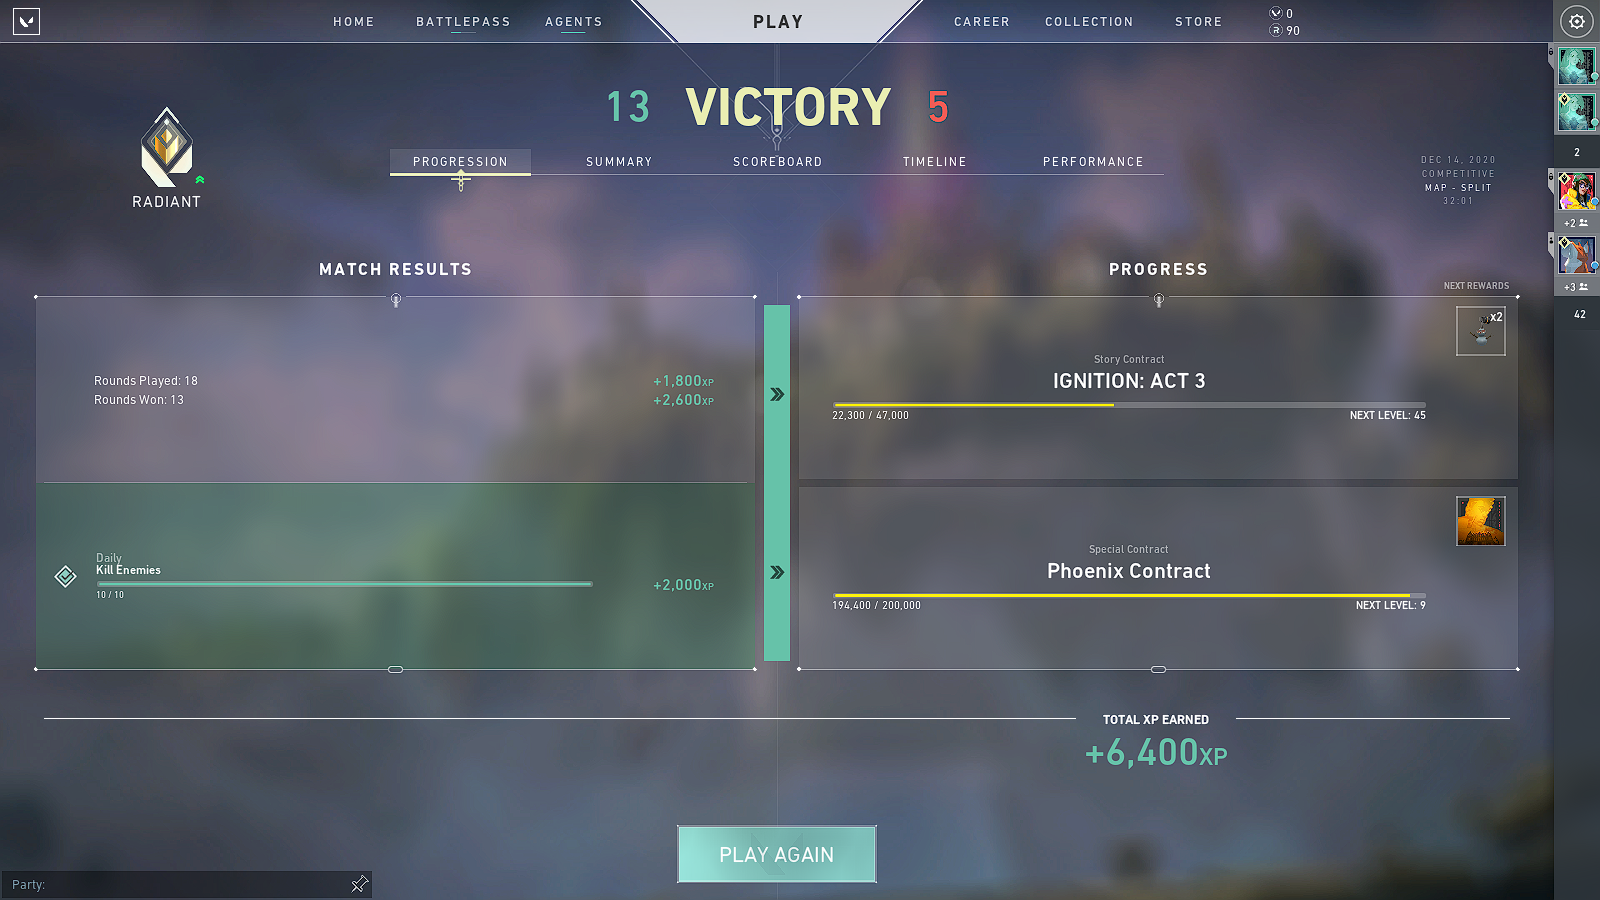 HOME
BATTLEPASS
AGENTS
PLAY
CAREER
COLLECTION
STORE
0
90
13 VICTORY 5
RADIANT
PROGRESSION
SUMMARY
SCOREBOARD
TIMELINE
PERFORMANCE
DEC 14, 2020
COMPETITIVE
MAP - SPLIT
32:01
2
+2
+3
42
MATCH RESULTS
Rounds Played: 18 +1,800XP
Rounds Won: 13 +2,600XP
Daily
Kill Enemies
10 / 10
+2,000XP
PROGRESS
NEXT REWARDS
x2
Story Contract
IGNITION: ACT 3
22,300 / 47,000 NEXT LEVEL: 45
Special Contract
Phoenix Contract
194,400 / 200,000 NEXT LEVEL: 9
TOTAL XP EARNED
+6,400XP
PLAY AGAIN
Party: